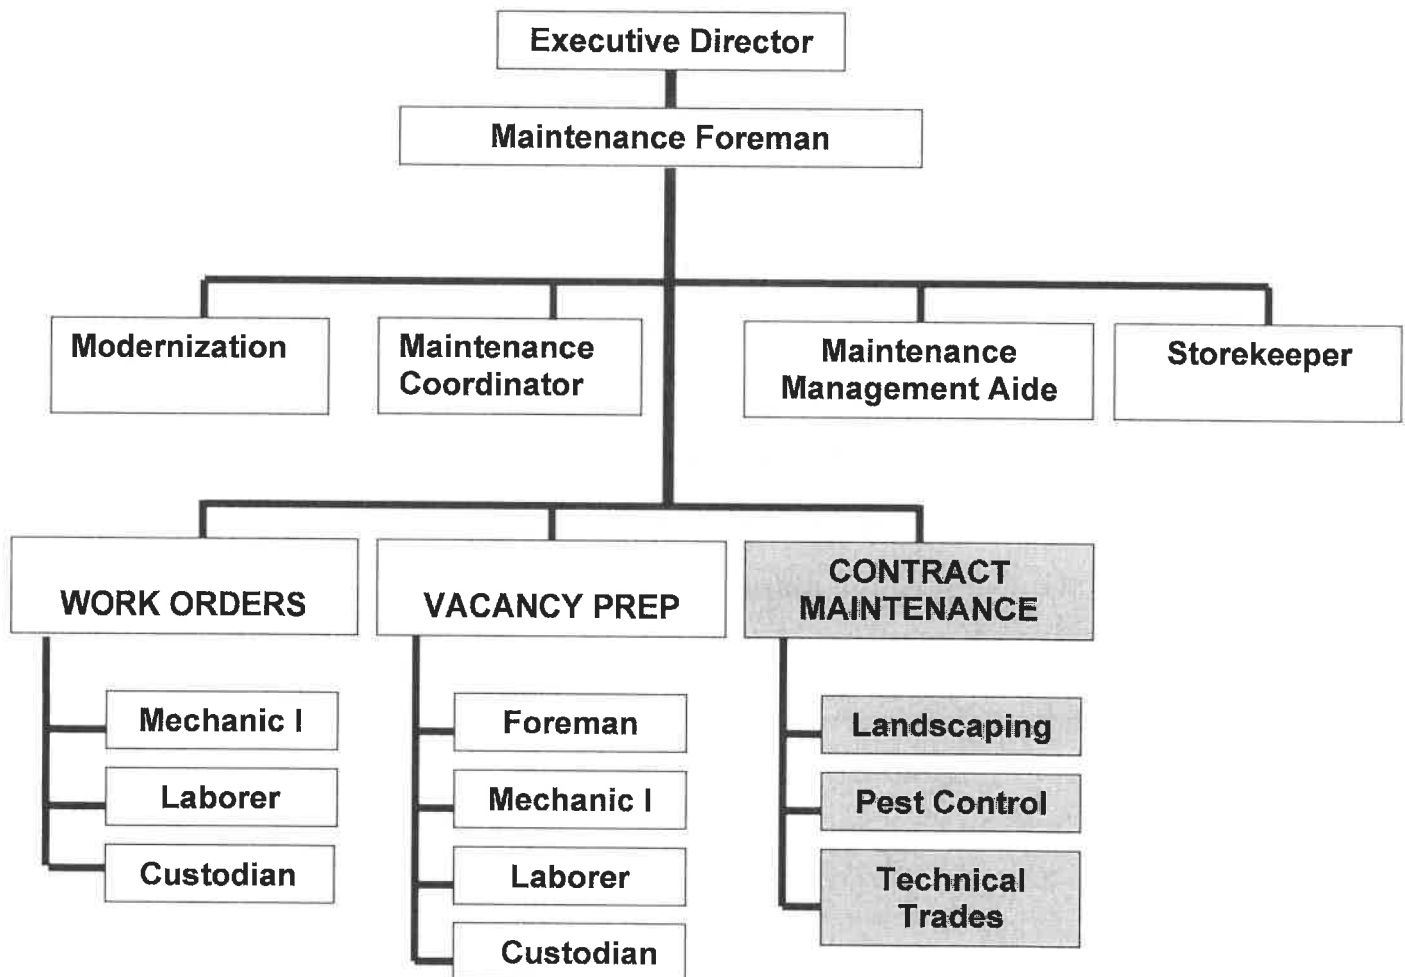 Executive Director
Maintenance Foreman
Modernization
Maintenance
Coordinator
Maintenance
Management Aide
Storekeeper
WORK ORDERS
VACANCY PREP
CONTRACT
MAINTENANCE
Mechanic I
Laborer
Custodian
Foreman
Mechanic I
Laborer
Custodian
Landscaping
Pest Control
Technical
Trades